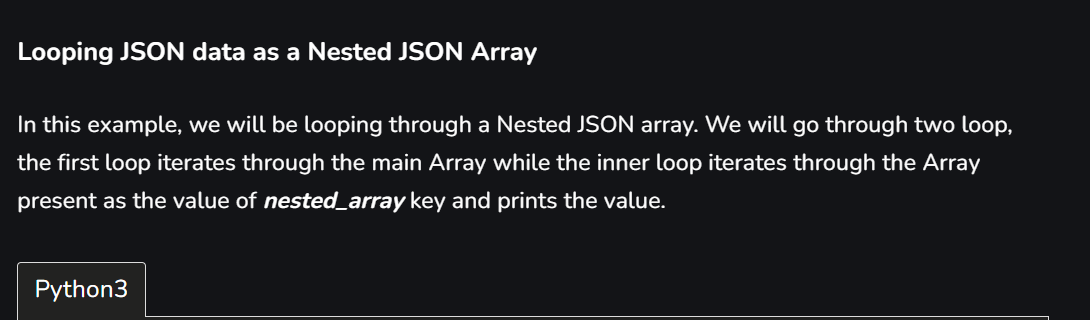 Looping JSON data as a Nested JSON Array
In this example, we will be looping through a Nested JSON array. We will go through two loop,
the first loop iterates through the main Array while the inner loop iterates through the Array
present as the value of nested_array key and prints the value.
Python3